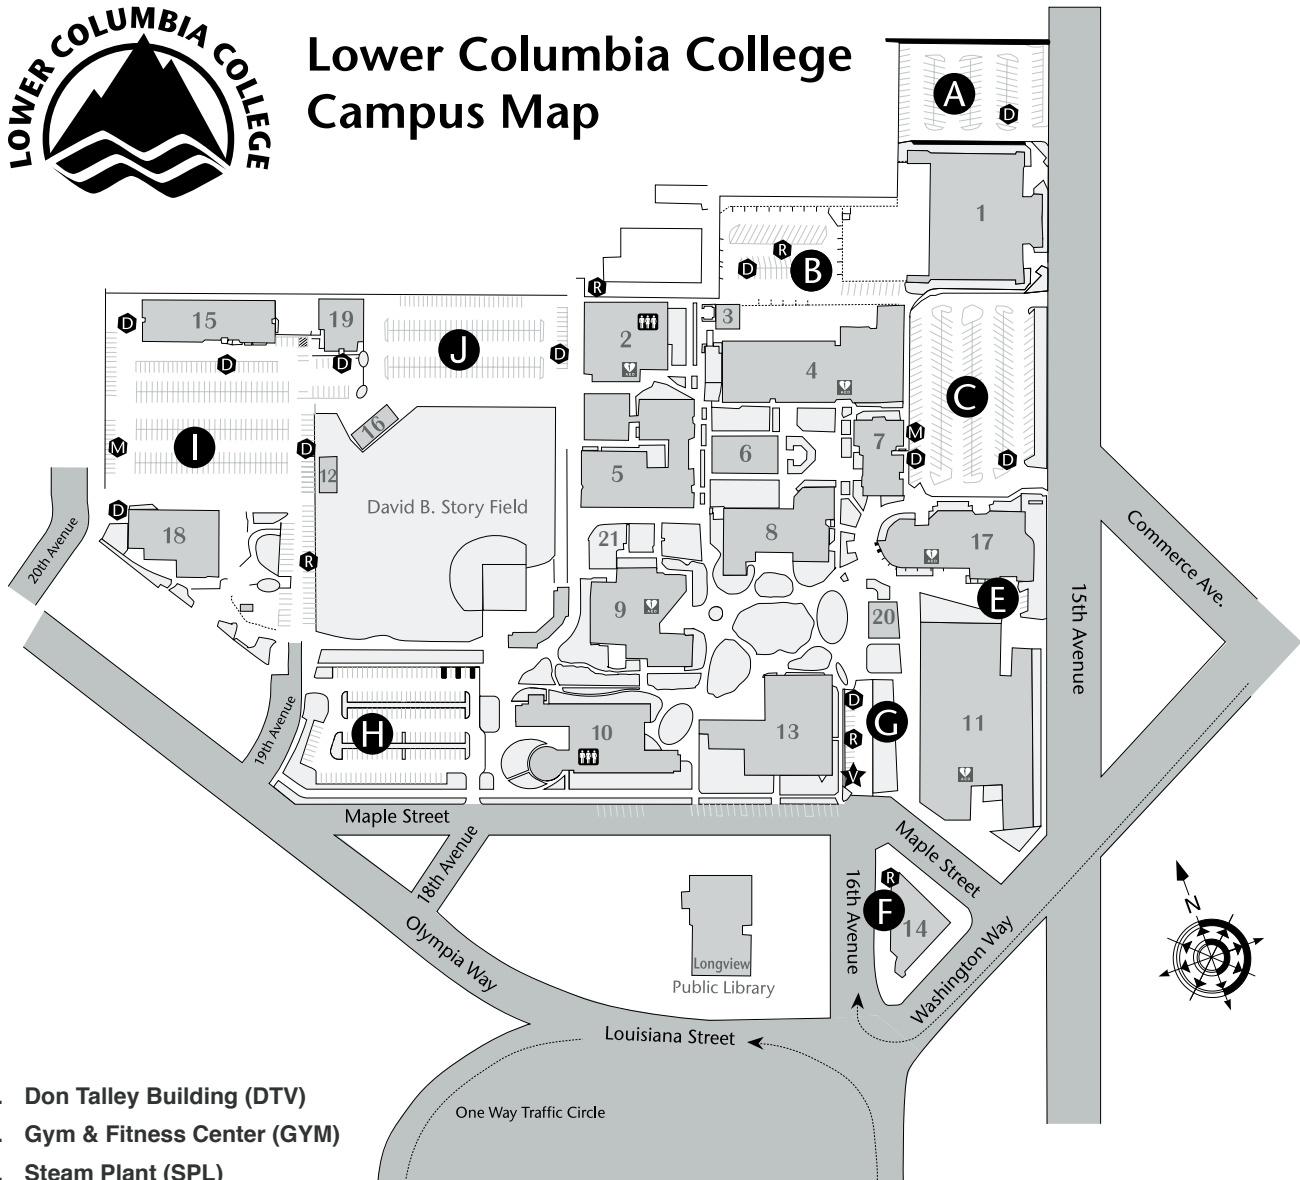 LOWER COLUMBIA COLLEGE
Lower Columbia College
Campus Map
A
D
1
R
D
B
R
15
19
D
2
3
J
D
D
D
4
C
16
M
I
D
12
5
6
7
M
D
D
David B. Story Field
D
18
20th Avenue
R
21
8
17
Commerce Ave.
9
E
20
15th Avenue
19th Avenue
H
10
13
D
G
R
V
11
Maple Street
18th Avenue
Maple Street
16th Avenue
R
F
14
N
Olympia Way
Washington Way
Longview
Public Library
Louisiana Street
One Way Traffic Circle
. Don Talley Building (DTV)
. Gym & Fitness Center (GYM)
. Steam Plant (SPL)